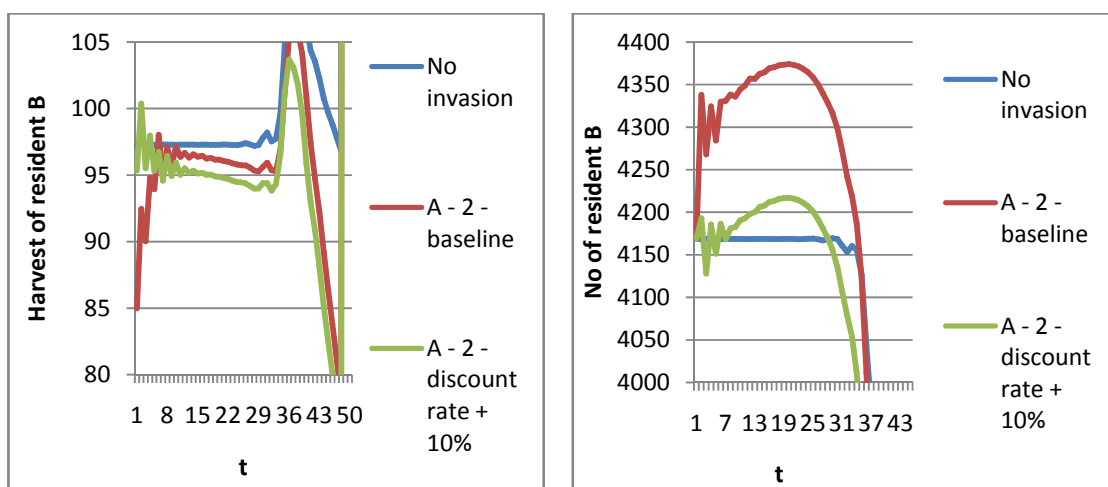 105
100
95
90
85
80
Harvest of resident B
1 8 15 22 29 36 43 50
t
No
invasion
A - 2 -
baseline
A - 2 -
discount
rate +
10%
4400
4350
4300
4250
4200
4150
4100
4050
4000
No of resident B
1 7 13 19 25 31 37 43
t
No
invasion
A - 2 -
baseline
A - 2 -
discount
rate +
10%